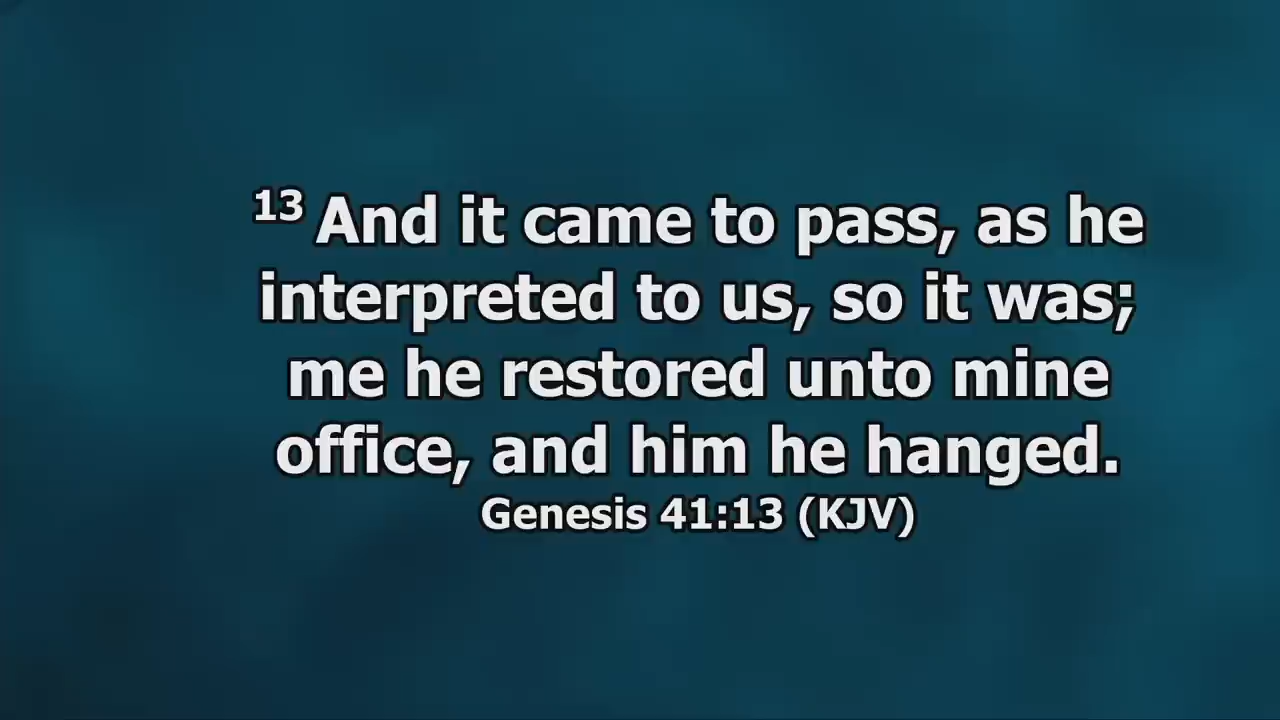 13 And it came to pass, as he
interpreted to us, so it was;
me he restored unto mine
office, and him he hanged.
Genesis 41:13 (KJV)